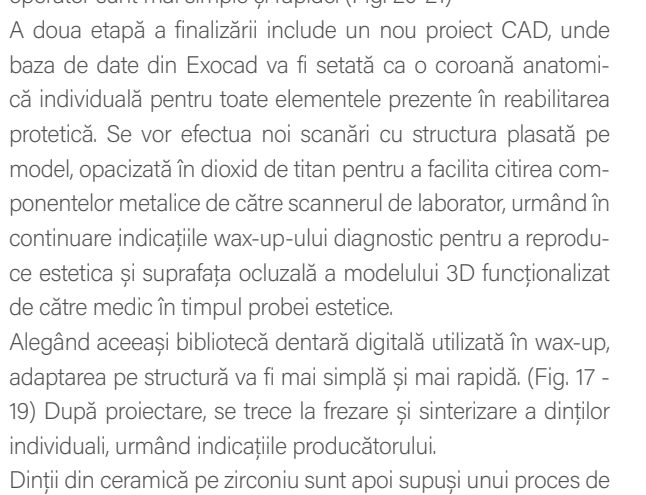 A doua etapă a finalizării include un nou proiect CAD, unde
baza de date din Exocad va fi setată ca o coroană anatomi-
că individuală pentru toate elementele prezente în reabilitarea
protetică. Se vor efectua noi scanări cu structura plasată pe
model, opacizată în dioxid de titan pentru a facilita citirea com-
ponentelor metalice de către scannerul de laborator, urmând în
continuare indicațiile wax-up-ului diagnostic pentru a reprodu-
ce estetica și suprafața ocluzală a modelului 3D funcționalizat
de către medic în timpul probei estetice.
Alegând aceeași bibliotecă dentară digitală utilizată în wax-up,
adaptarea pe structură va fi mai simplă și mai rapidă. (Fig. 17 -
19) După proiectare, se trece la frezare și sinterizare a dinților
individuali, urmând indicațiile producătorului.
Dinții din ceramică pe zirconiu sunt apoi supuși unui proces de